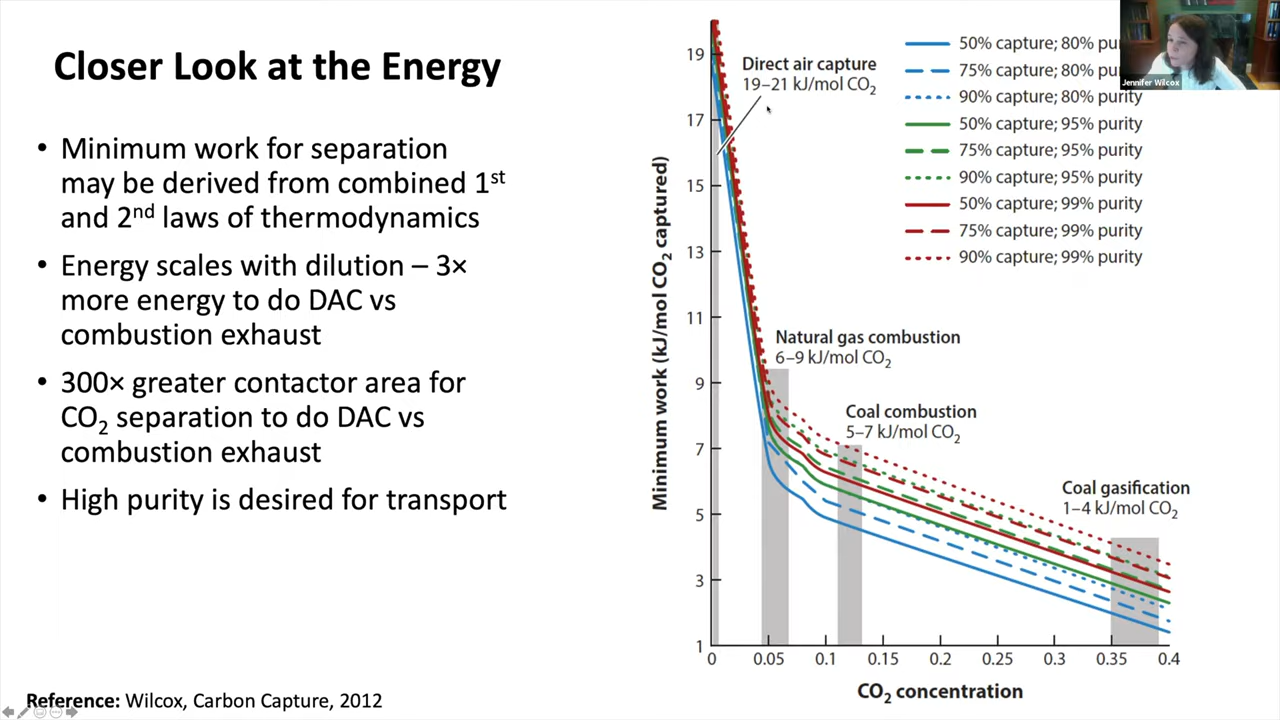 Closer Look at the Energy
• Minimum work for separation
may be derived from combined 1st
and 2nd laws of thermodynamics
• Energy scales with dilution – 3×
more energy to do DAC vs
combustion exhaust
• 300× greater contactor area for
CO2 separation to do DAC vs
combustion exhaust
• High purity is desired for transport
Reference: Wilcox, Carbon Capture, 2012
Minimum work (kJ/mol CO2 captured)
19
17
15
13
11
9
7
5
3
1
0 0.05 0.1 0.15 0.2 0.25 0.3 0.35 0.4
CO2 concentration
Direct air capture
19–21 kJ/mol CO2
Natural gas combustion
6–9 kJ/mol CO2
Coal combustion
5–7 kJ/mol CO2
Coal gasification
1–4 kJ/mol CO2
50% capture; 80%
75% capture; 80%
90% capture; 80% purity
50% capture; 95% purity
75% capture; 95% purity
90% capture; 95% purity
50% capture; 99% purity
75% capture; 99% purity
90% capture; 99% purity
Jennifer Wilcox